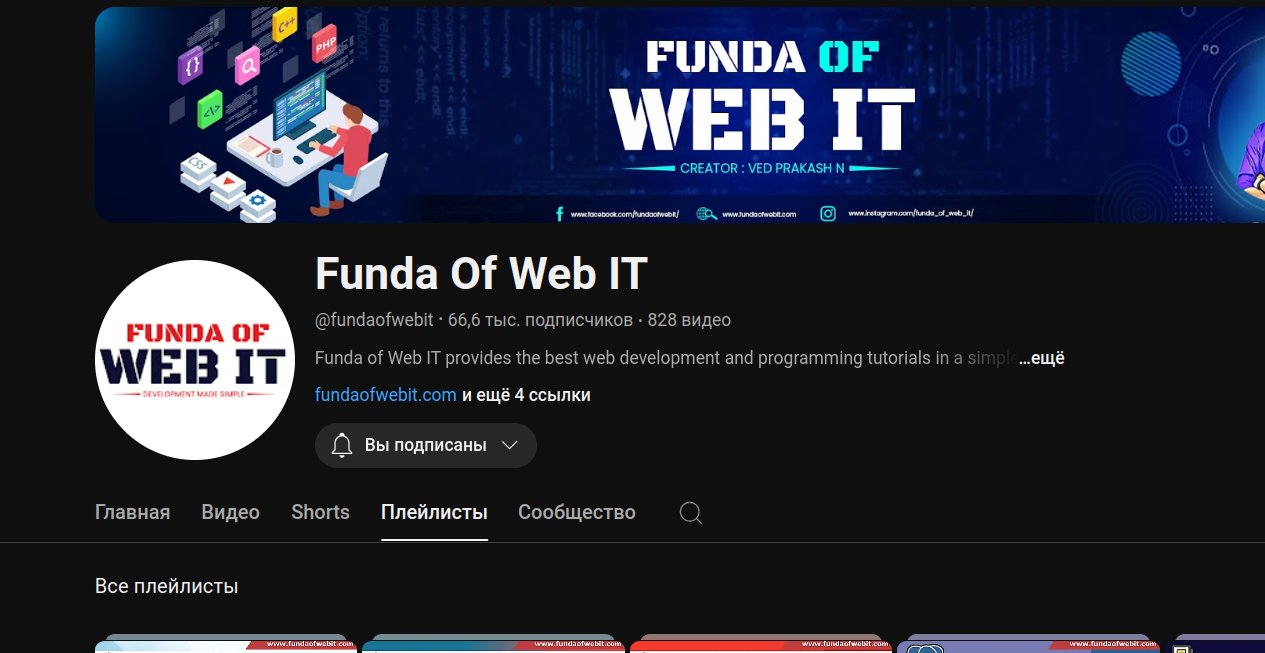 C++
PHP
{ }
</>
CSS
FUNDA OF
WEB IT
CREATOR : VED PRAKASH N
www.facebook.com/fundaofwebit/ www.fundaofwebit.com www.instagram.com/funda_of_web_it/
FUNDA OF
WEB IT
DEVELOPMENT MADE SIMPLE
Funda Of Web IT
@fundaofwebit · 66,6 тыс. подписчиков · 828 видео
Funda of Web IT provides the best web development and programming tutorials in a simpl ...ещё
fundaofwebit.com и ещё 4 ссылки
Вы подписаны
Главная Видео Shorts Плейлисты Сообщество
Все плейлисты
www.fundaofwebit.com www.fundaofwebit.com www.fundaofwebit.com www.fundaofwebit.com